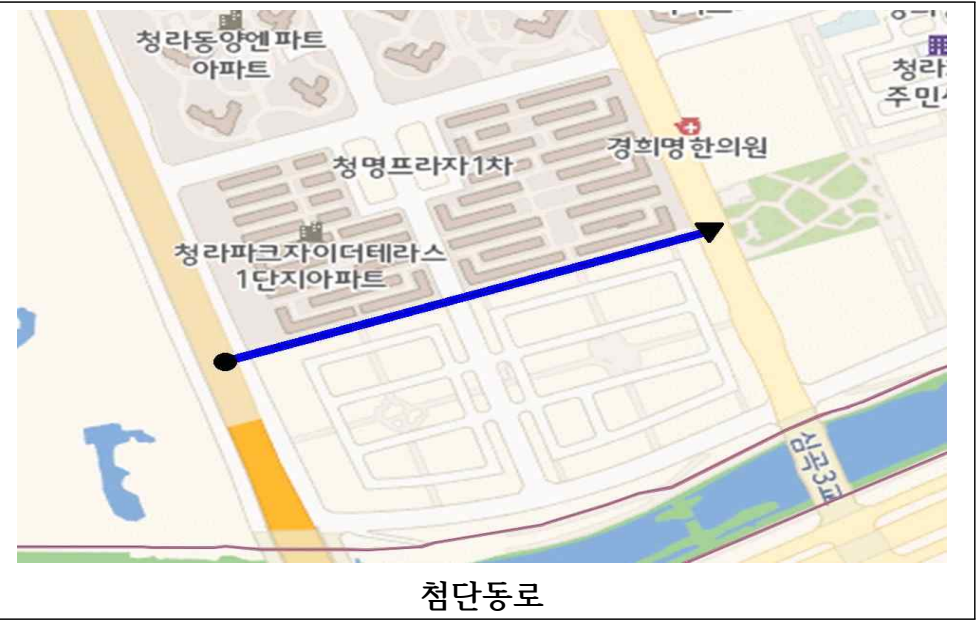 청라동양엔파트
아파트
청라
주민
경희명한의원
청명프라자1차
청라파크자이더테라스
1단지아파트
심곡3교
첨단동로